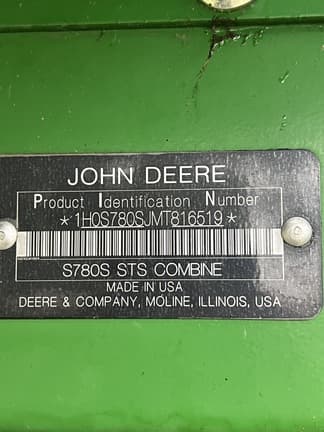 JOHN DEERE
Product Identification Number
*1H0S780SJMT816519*
S780S STS COMBINE
MADE IN USA
DEERE & COMPANY, MOLINE, ILLINOIS, USA